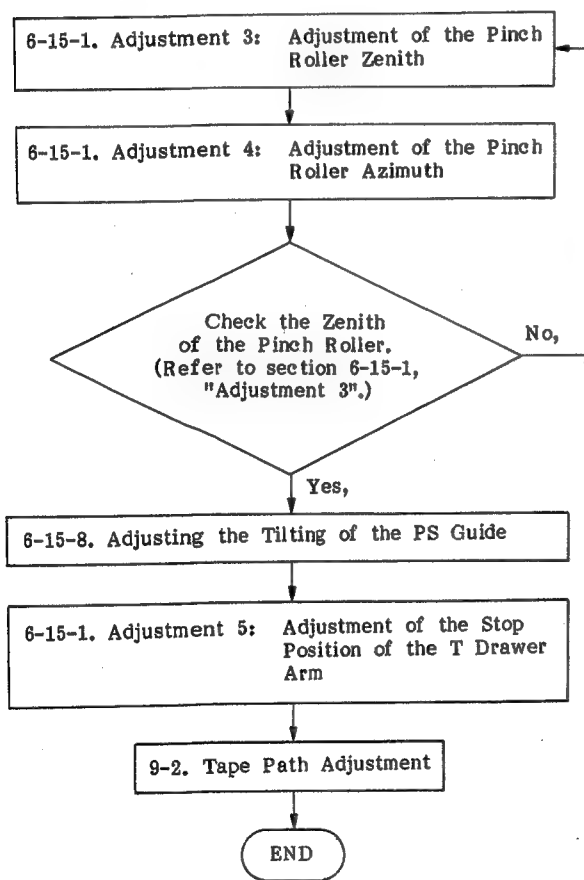 6-15-1. Adjustment 3: Adjustment of the Pinch
Roller Zenith
6-15-1. Adjustment 4: Adjustment of the Pinch
Roller Azimuth
Check the Zenith
of the Pinch Roller.
(Refer to section 6-15-1,
"Adjustment 3".)
No,
Yes,
6-15-8. Adjusting the Tilting of the PS Guide
6-15-1. Adjustment 5: Adjustment of the Stop
Position of the T Drawer
Arm
9-2. Tape Path Adjustment
END